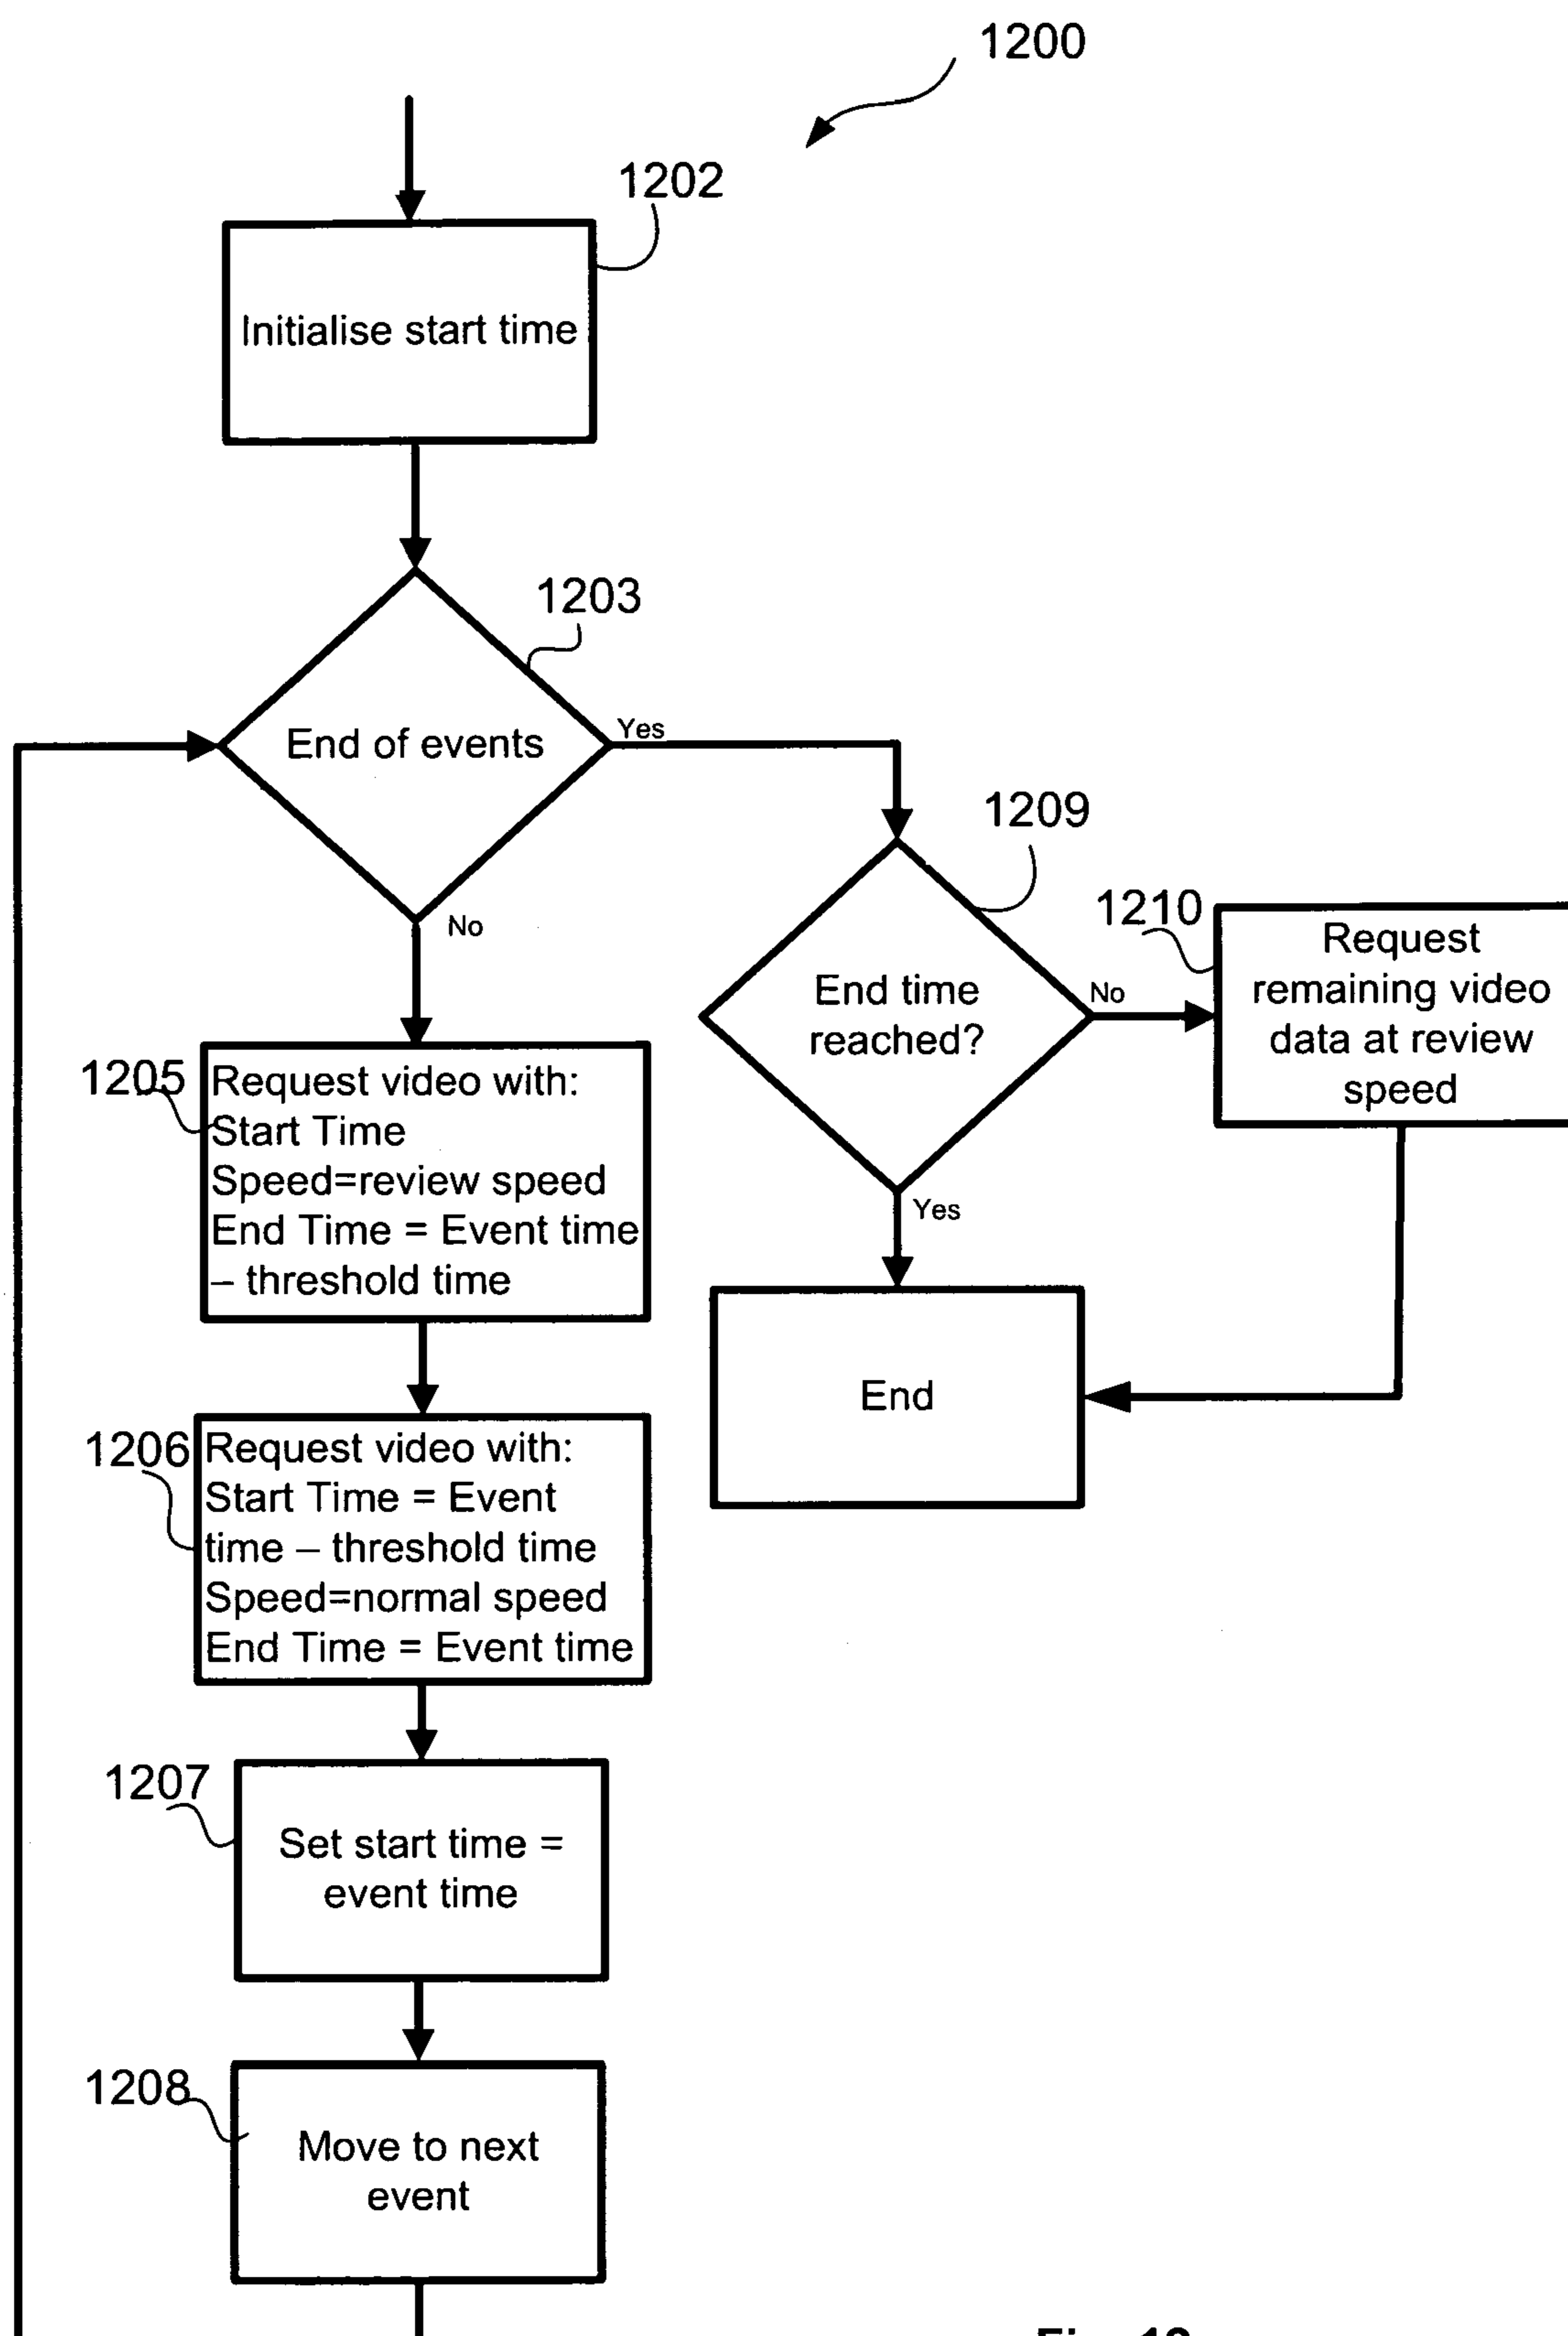 1200
1202
Initialise start time
1203
End of events
Yes
No
1209
End time
reached?
No
Yes
1210
Request
remaining video
data at review
speed
1205
Request video with:
Start Time
Speed=review speed
End Time = Event time
– threshold time
End
1206
Request video with:
Start Time = Event
time – threshold time
Speed=normal speed
End Time = Event time
1207
Set start time =
event time
1208
Move to next
event